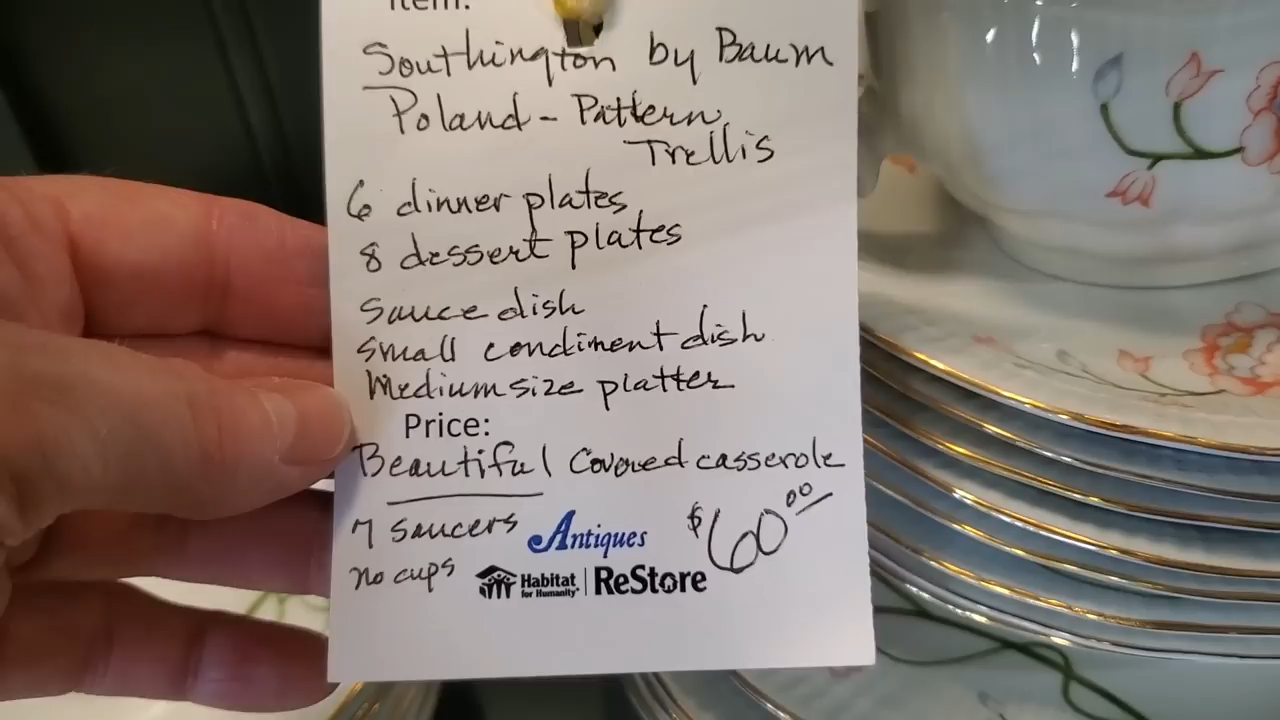 Item:
Southington by Baum
Poland - Pattern
Trellis
6 dinner plates
8 dessert plates
sauce dish
small condiment dish
Medium size platter
Price:
Beautiful Covered casserole
7 saucers
no cups
Antiques
$60.00
Habitat for Humanity | ReStore